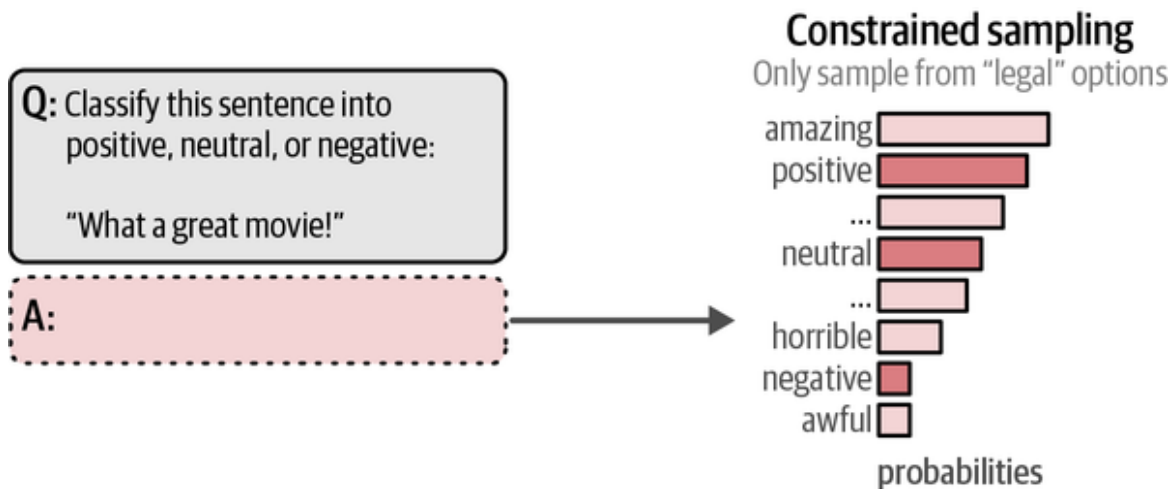 Constrained sampling
Only sample from “legal” options
Q: Classify this sentence into
positive, neutral, or negative:
“What a great movie!”
A:
amazing
positive
...
neutral
...
horrible
negative
awful
probabilities